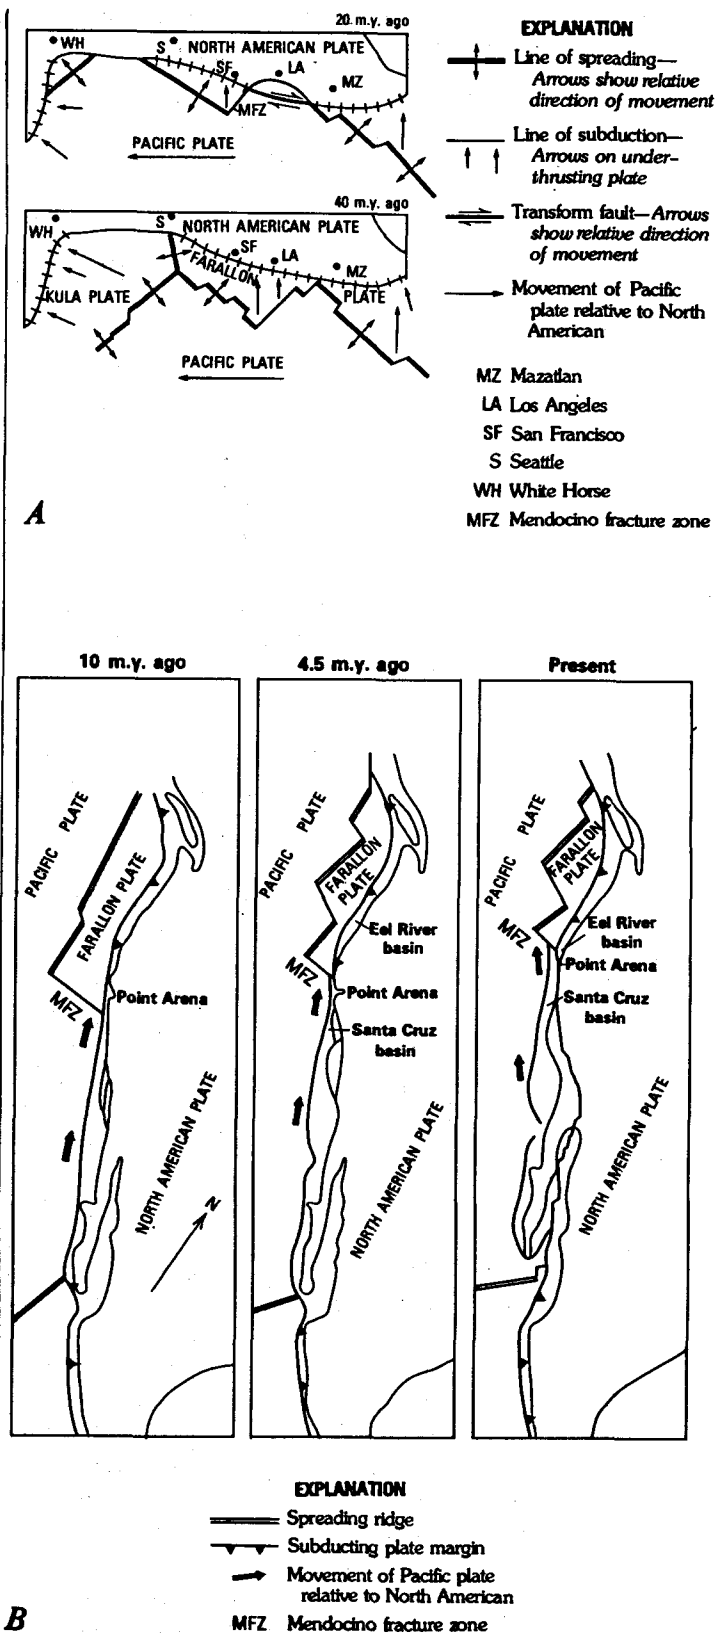 20 m.y. ago
WH
S
NORTH AMERICAN PLATE
SF
LA
MZ
MFZ
PACIFIC PLATE
40 m.y. ago
WH
S
NORTH AMERICAN PLATE
SF
LA
MZ
FARALLON
PLATE
KULA PLATE
PACIFIC PLATE
EXPLANATION
Line of spreading—
Arrows show relative
direction of movement
Line of subduction—
Arrows on under-
thrusting plate
Transform fault—Arrows
show relative direction
of movement
Movement of Pacific
plate relative to North
American
MZ Mazatlan
LA Los Angeles
SF San Francisco
S Seattle
WH White Horse
MFZ Mendocino fracture zone
A
10 m.y. ago
PACIFIC PLATE
FARALLON PLATE
MFZ
Point Arena
NORTH AMERICAN PLATE
N
4.5 m.y. ago
PACIFIC PLATE
FARALLON
PLATE
Eel River
basin
MFZ
Point Arena
Santa Cruz
basin
NORTH AMERICAN PLATE
Present
PACIFIC PLATE
FARALLON
PLATE
MFZ
Eel River
basin
Point Arena
Santa Cruz
basin
NORTH AMERICAN PLATE
EXPLANATION
Spreading ridge
Subducting plate margin
Movement of Pacific plate
relative to North American
MFZ Mendocino fracture zone
B